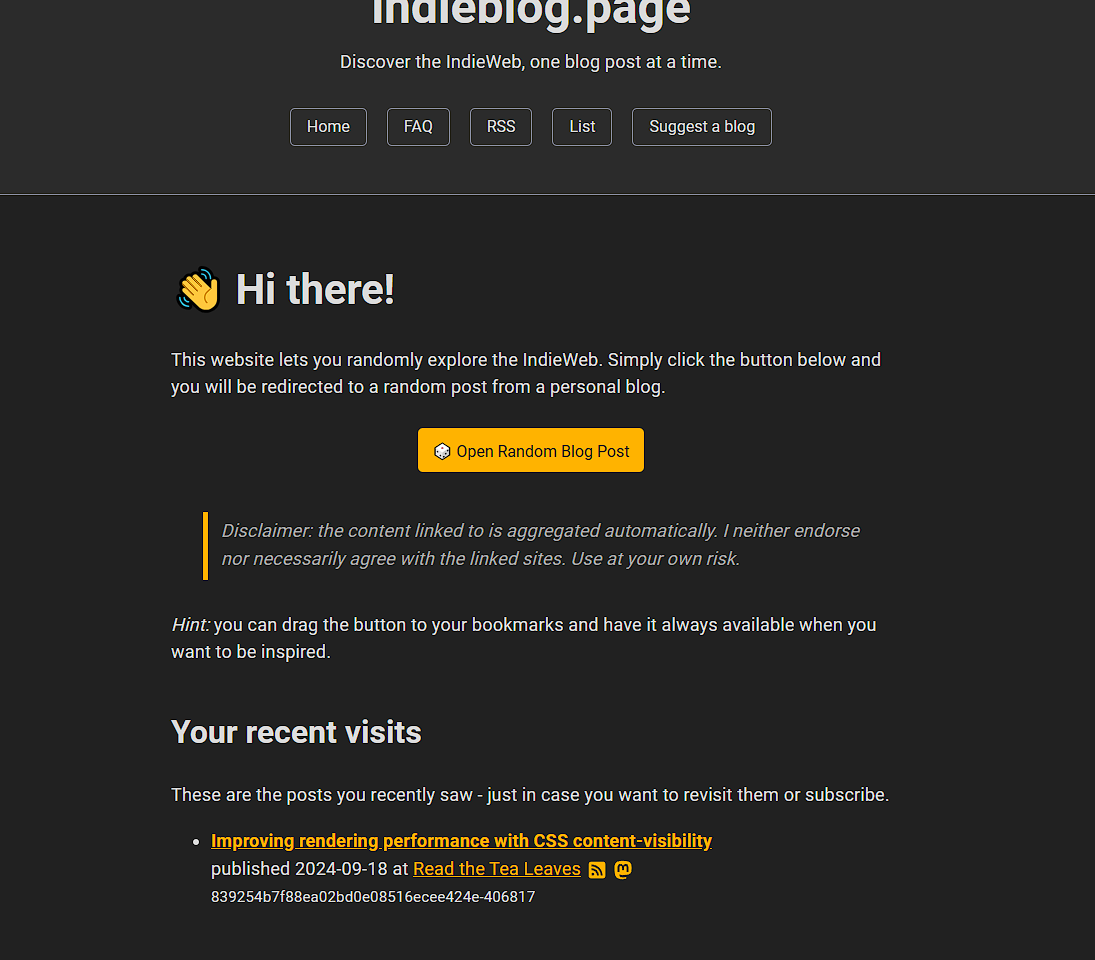 indieblog.page
Discover the IndieWeb, one blog post at a time.
Home FAQ RSS List Suggest a blog
👋 Hi there!
This website lets you randomly explore the IndieWeb. Simply click the button below and
you will be redirected to a random post from a personal blog.
🎲 Open Random Blog Post
Disclaimer: the content linked to is aggregated automatically. I neither endorse
nor necessarily agree with the linked sites. Use at your own risk.
Hint: you can drag the button to your bookmarks and have it always available when you
want to be inspired.
Your recent visits
These are the posts you recently saw - just in case you want to revisit them or subscribe.
• Improving rendering performance with CSS content-visibility
published 2024-09-18 at Read the Tea Leaves
839254b7f88ea02bd0e08516ecee424e-406817